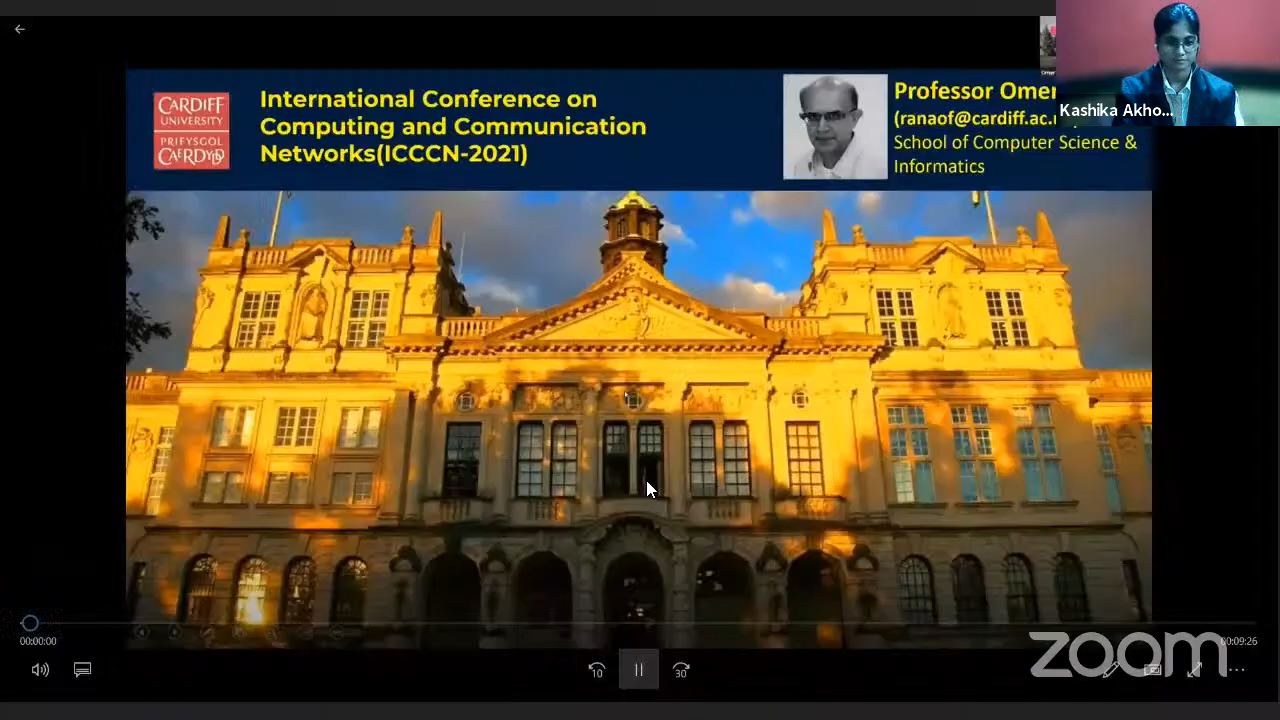 CARDIFF
UNIVERSITY
PRIFYSGOL
CAERDYDD
International Conference on
Computing and Communication
Networks(ICCCN-2021)
Professor Omer
(ranaof@cardiff.ac.
School of Computer Science &
Informatics
Kashika Akho...
00:00:00
00:09:26
10
30
zoom